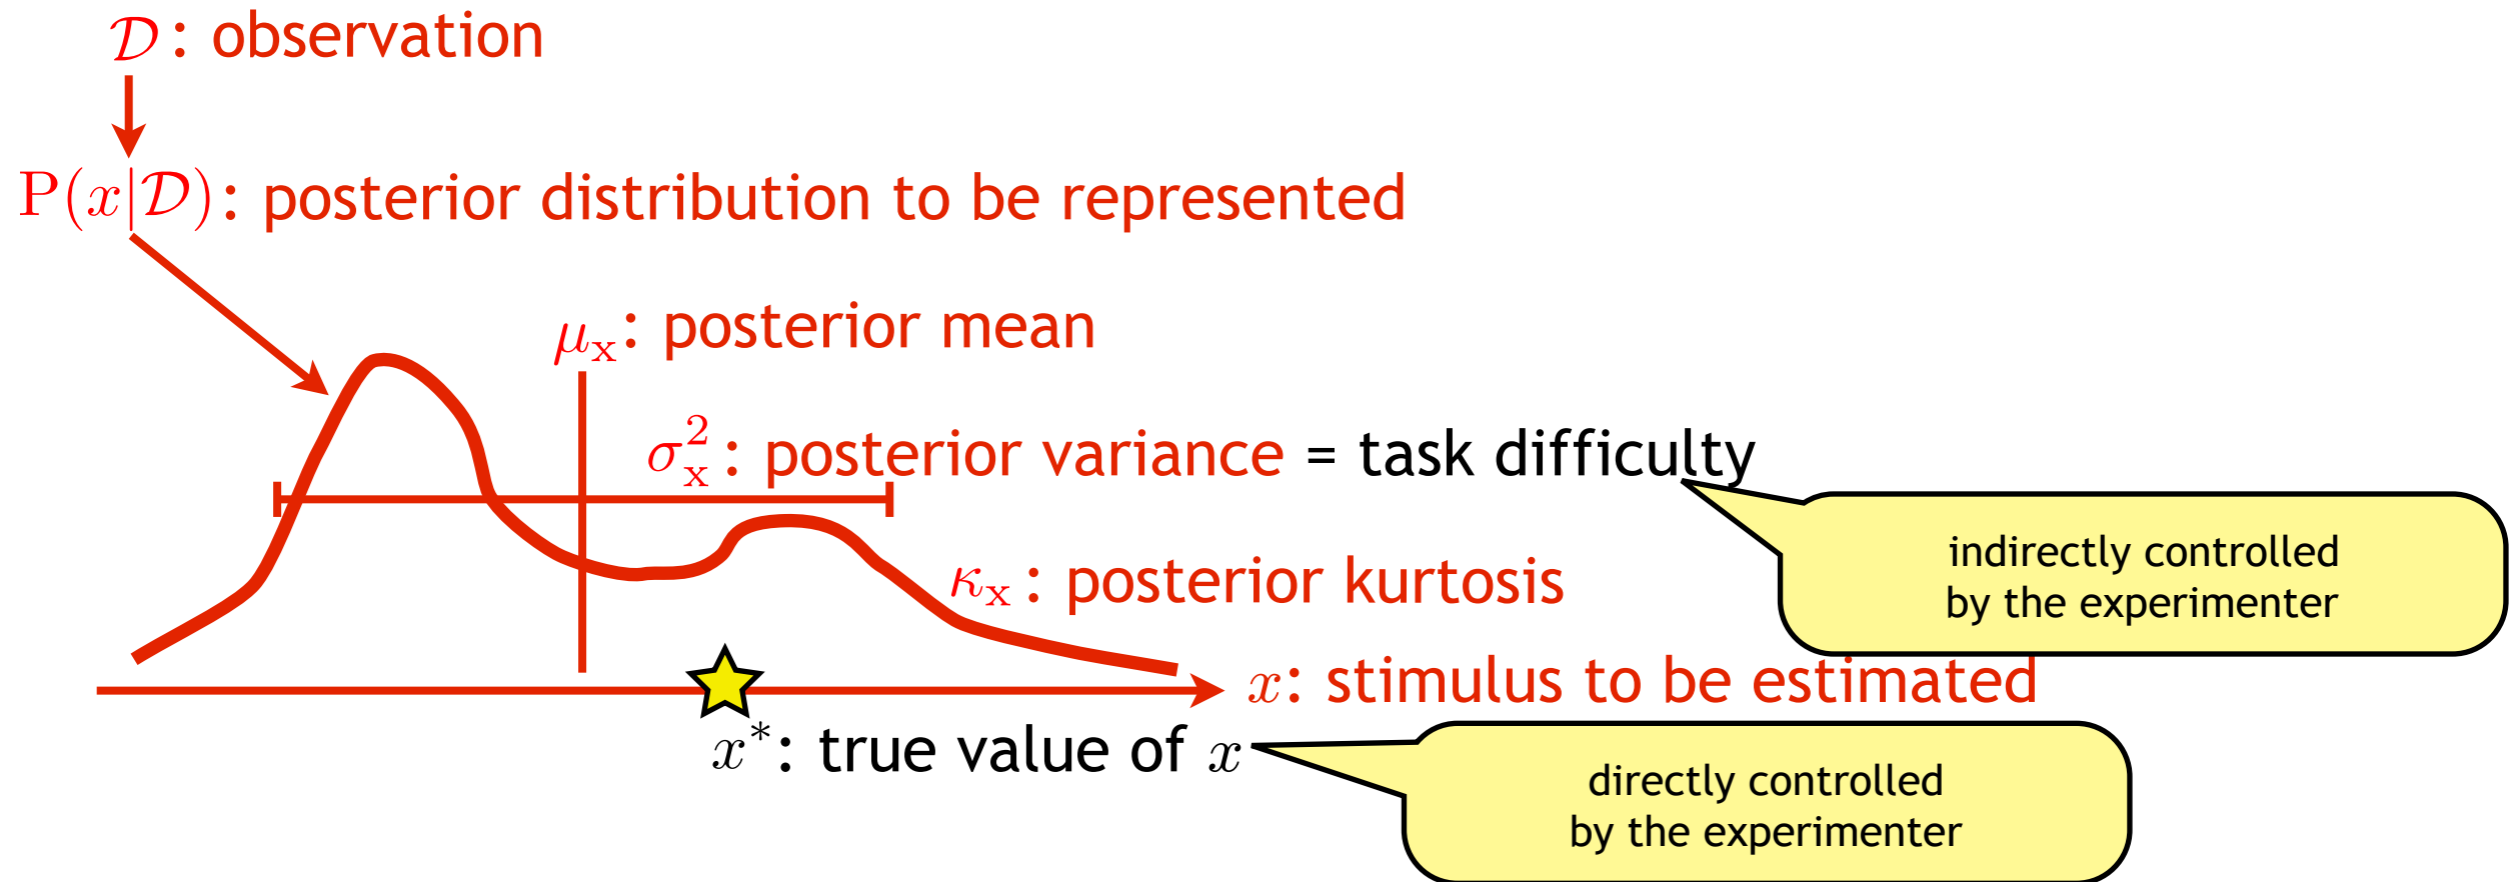 𝒟: observation
P(x|𝒟): posterior distribution to be represented
μₓ: posterior mean
σ²ₓ: posterior variance = task difficulty
indirectly controlled
by the experimenter
κₓ: posterior kurtosis
x: stimulus to be estimated
x*: true value of x
directly controlled
by the experimenter